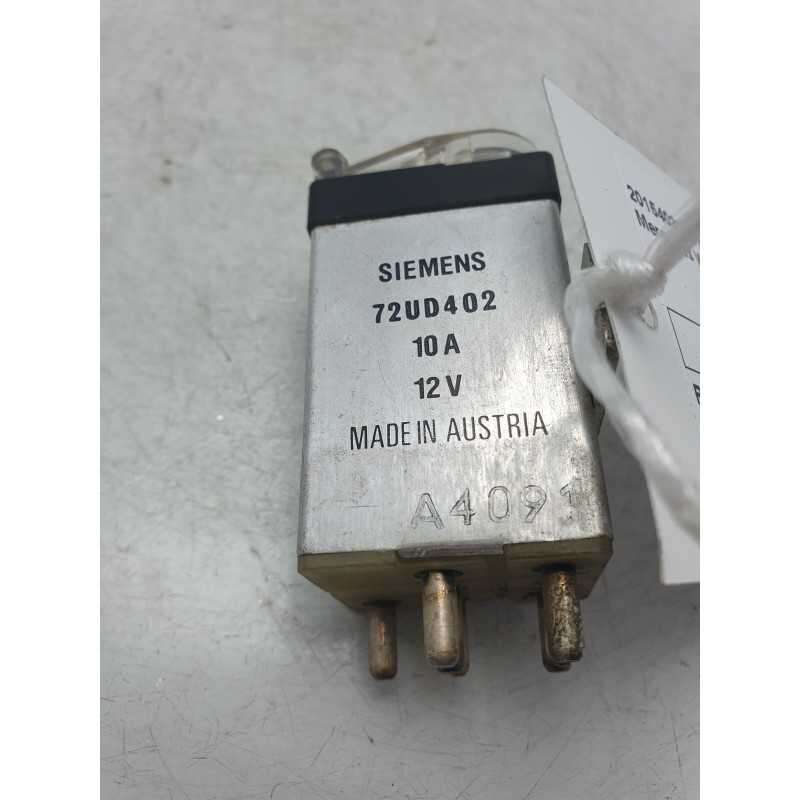 SIEMENS
72UD402
10 A
12 V
MADE IN AUSTRIA
A4091